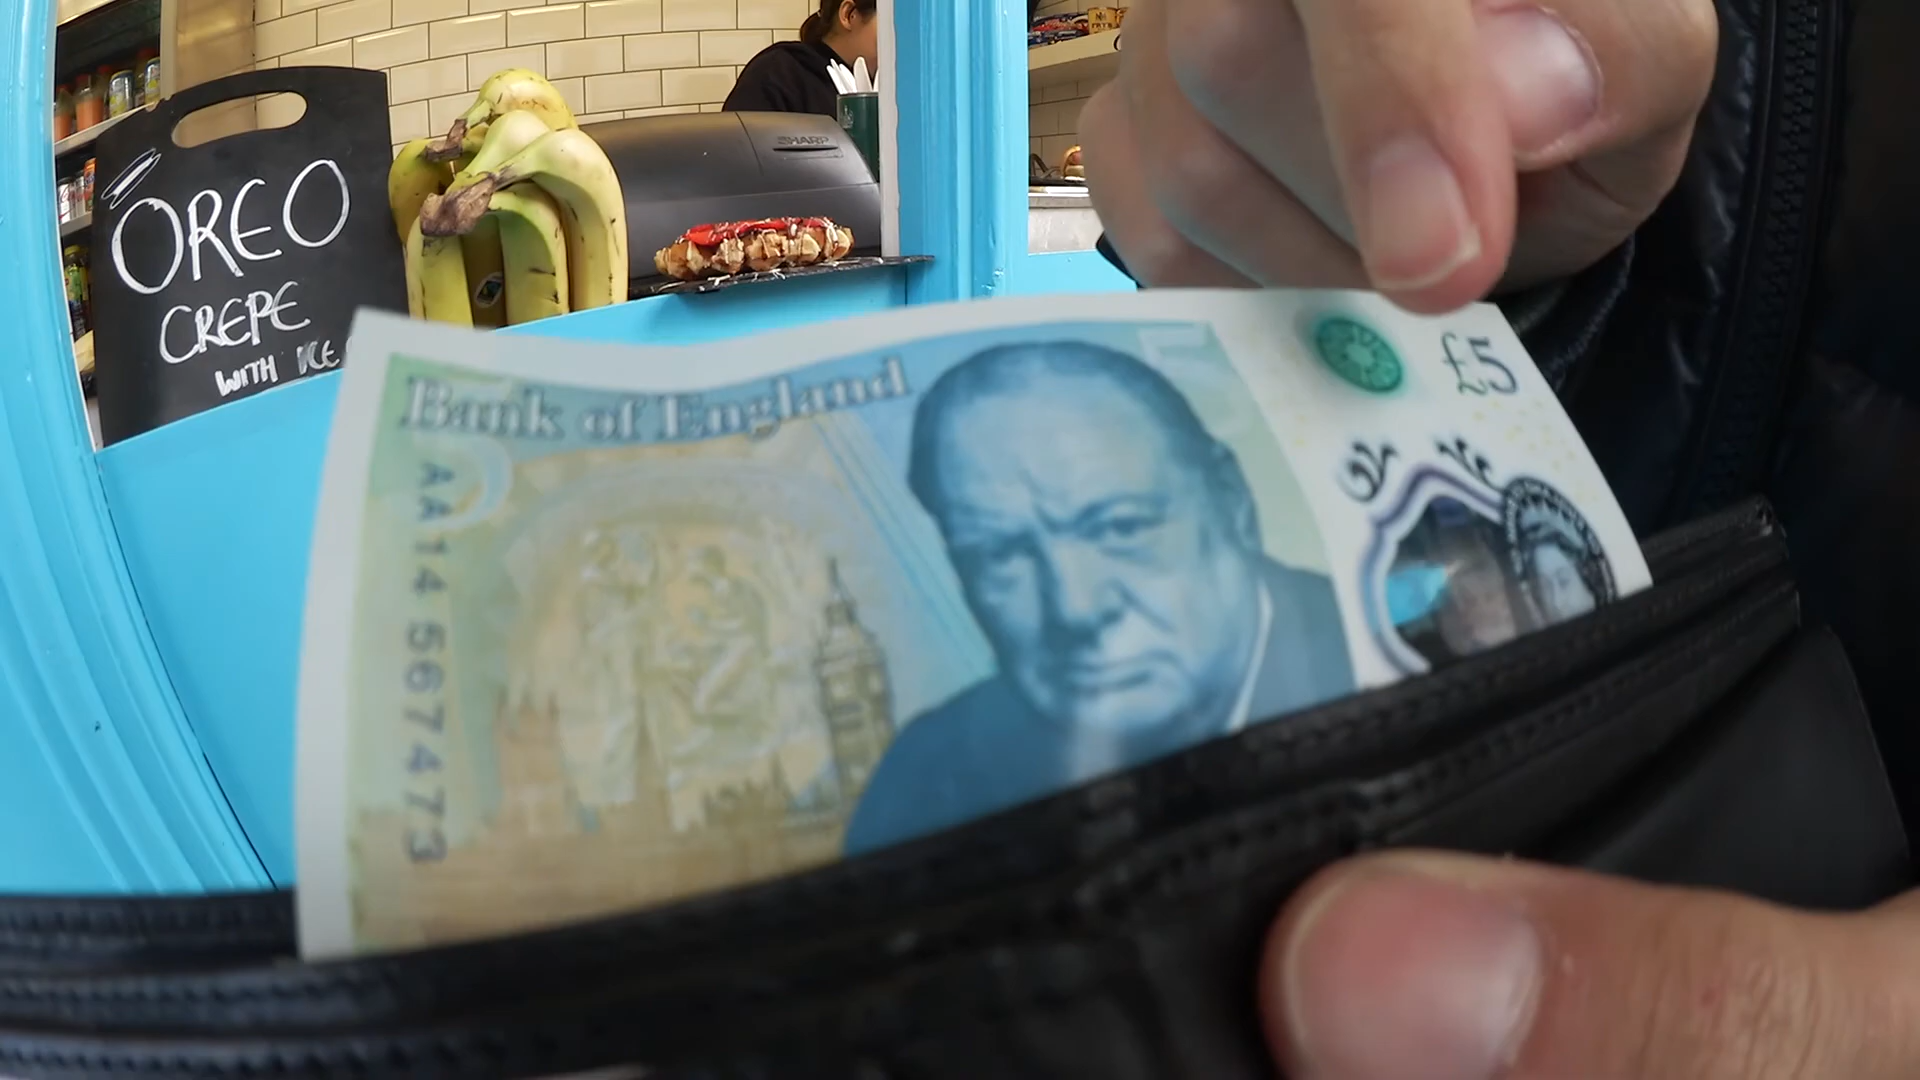 OREO
CREPE
WITH ICE
SHARP
Bank of England
£5
AA14 567473